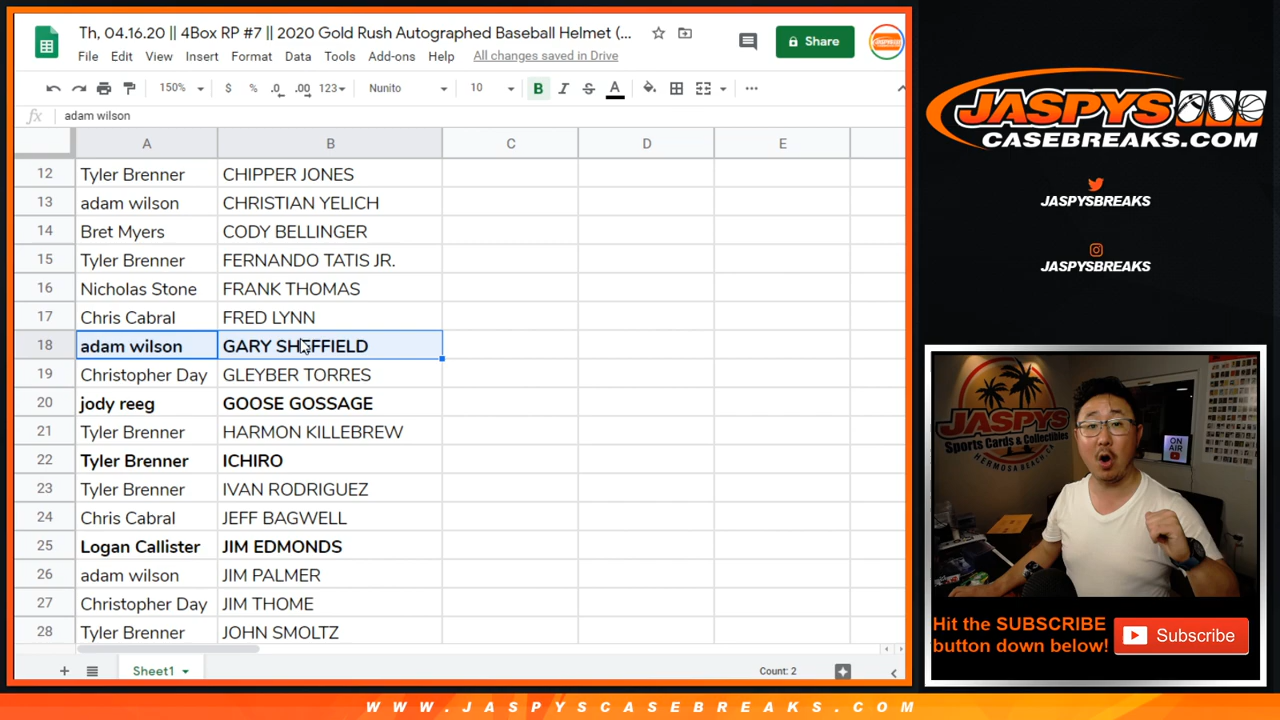 Th, 04.16.20 || 4Box RP #7 || 2020 Gold Rush Autographed Baseball Helmet (...
File Edit View Insert Format Data Tools Add-ons Help All changes saved in Drive
Share
150% $ % .0 .00 123 Nunito 10 B I S A ...
fx adam wilson
A B C D E
12 Tyler Brenner CHIPPER JONES
13 adam wilson CHRISTIAN YELICH
14 Bret Myers CODY BELLINGER
15 Tyler Brenner FERNANDO TATIS JR.
16 Nicholas Stone FRANK THOMAS
17 Chris Cabral FRED LYNN
18 adam wilson GARY SHEFFIELD
19 Christopher Day GLEYBER TORRES
20 jody reeg GOOSE GOSSAGE
21 Tyler Brenner HARMON KILLEBREW
22 Tyler Brenner ICHIRO
23 Tyler Brenner IVAN RODRIGUEZ
24 Chris Cabral JEFF BAGWELL
25 Logan Callister JIM EDMONDS
26 adam wilson JIM PALMER
27 Christopher Day JIM THOME
28 Tyler Brenner JOHN SMOLTZ
+ Sheet1 Count: 2
JASPYS
CASEBREAKS.COM
JASPYSBREAKS
JASPYSBREAKS
JASPYS
Sports Cards & Collectibles
HERMOSA BEACH, CA
ON
AIR
Hit the SUBSCRIBE
button down below!
Subscribe
WWW.JASPYSCASEBREAKS.COM